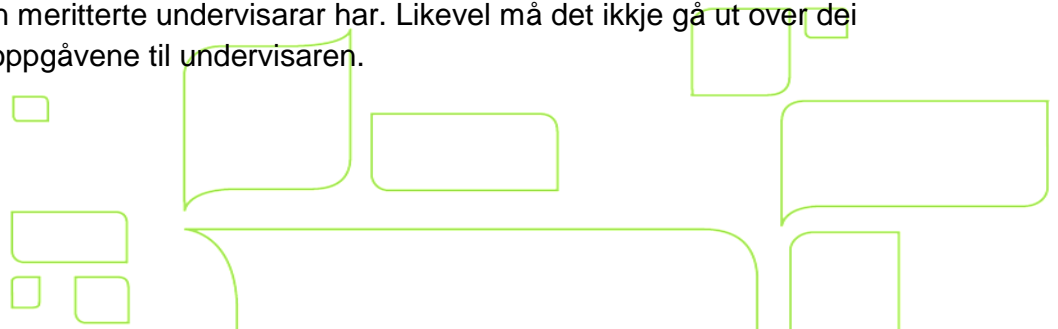 meritterte undervisarar har. Likevel må det ikkje gå ut over dei
oppgåvene til undervisaren.